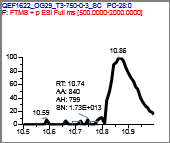 QEF1622_OG29_T3-750-0-3_8C PC-28:0
F: FTMS + p ESI Full ms [500.0000-2000.0000]
10.86
100
80
RT: 10.74
AA: 840
AH: 799
SN: 1.73E+013
60
40
10.59
20
0
10.5 10.6 10.7 10.8 10.9